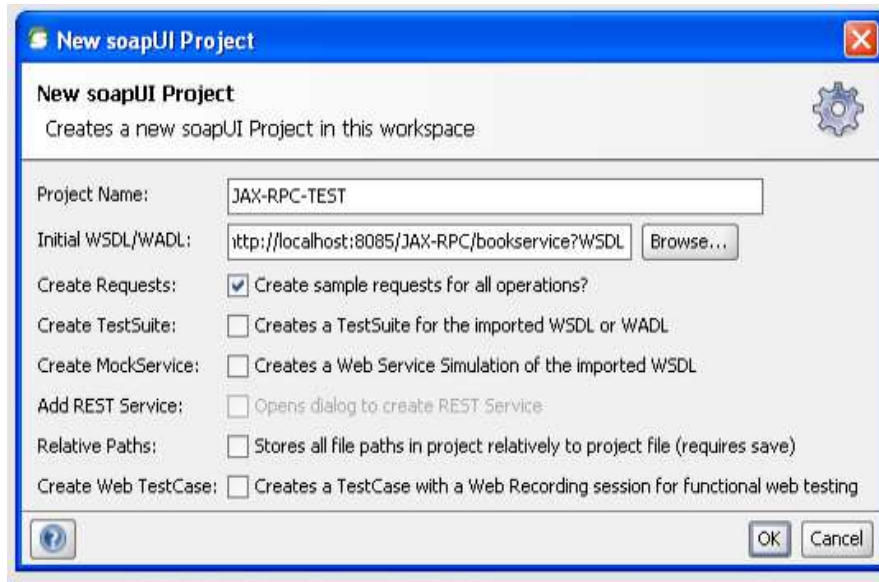 New soapUI Project
New soapUI Project
Creates a new soapUI Project in this workspace
Project Name: JAX-RPC-TEST
Initial WSDL/WADL: ttp://localhost:8085/JAX-RPC/bookservice?WSDL Browse...
Create Requests: Create sample requests for all operations?
Create TestSuite: Creates a TestSuite for the imported WSDL or WADL
Create MockService: Creates a Web Service Simulation of the imported WSDL
Add REST Service: Opens dialog to create REST Service
Relative Paths: Stores all file paths in project relatively to project file (requires save)
Create Web TestCase: Creates a TestCase with a Web Recording session for functional web testing
? OK Cancel